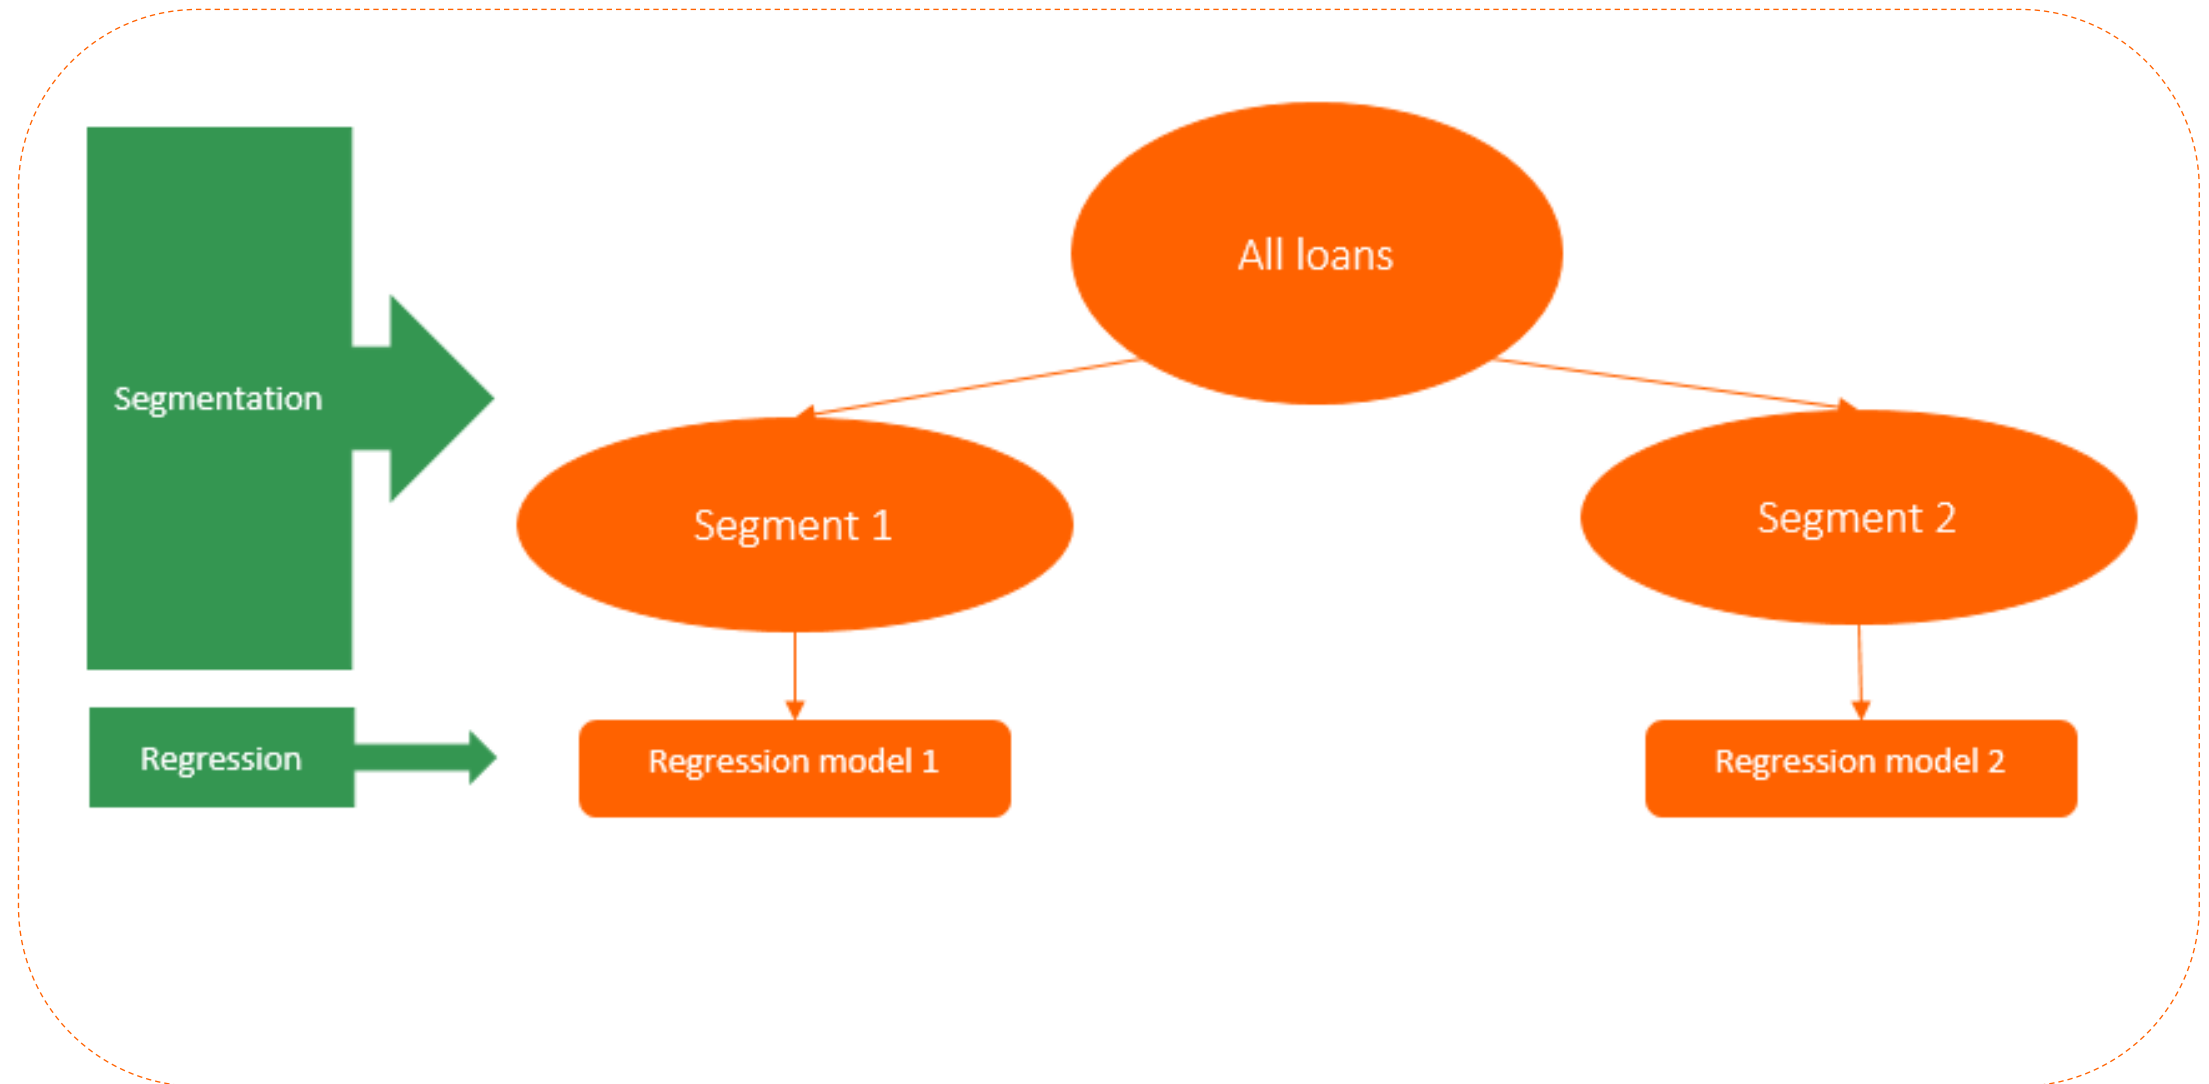 All loans
Segmentation
Segment 1
Segment 2
Regression
Regression model 1
Regression model 2